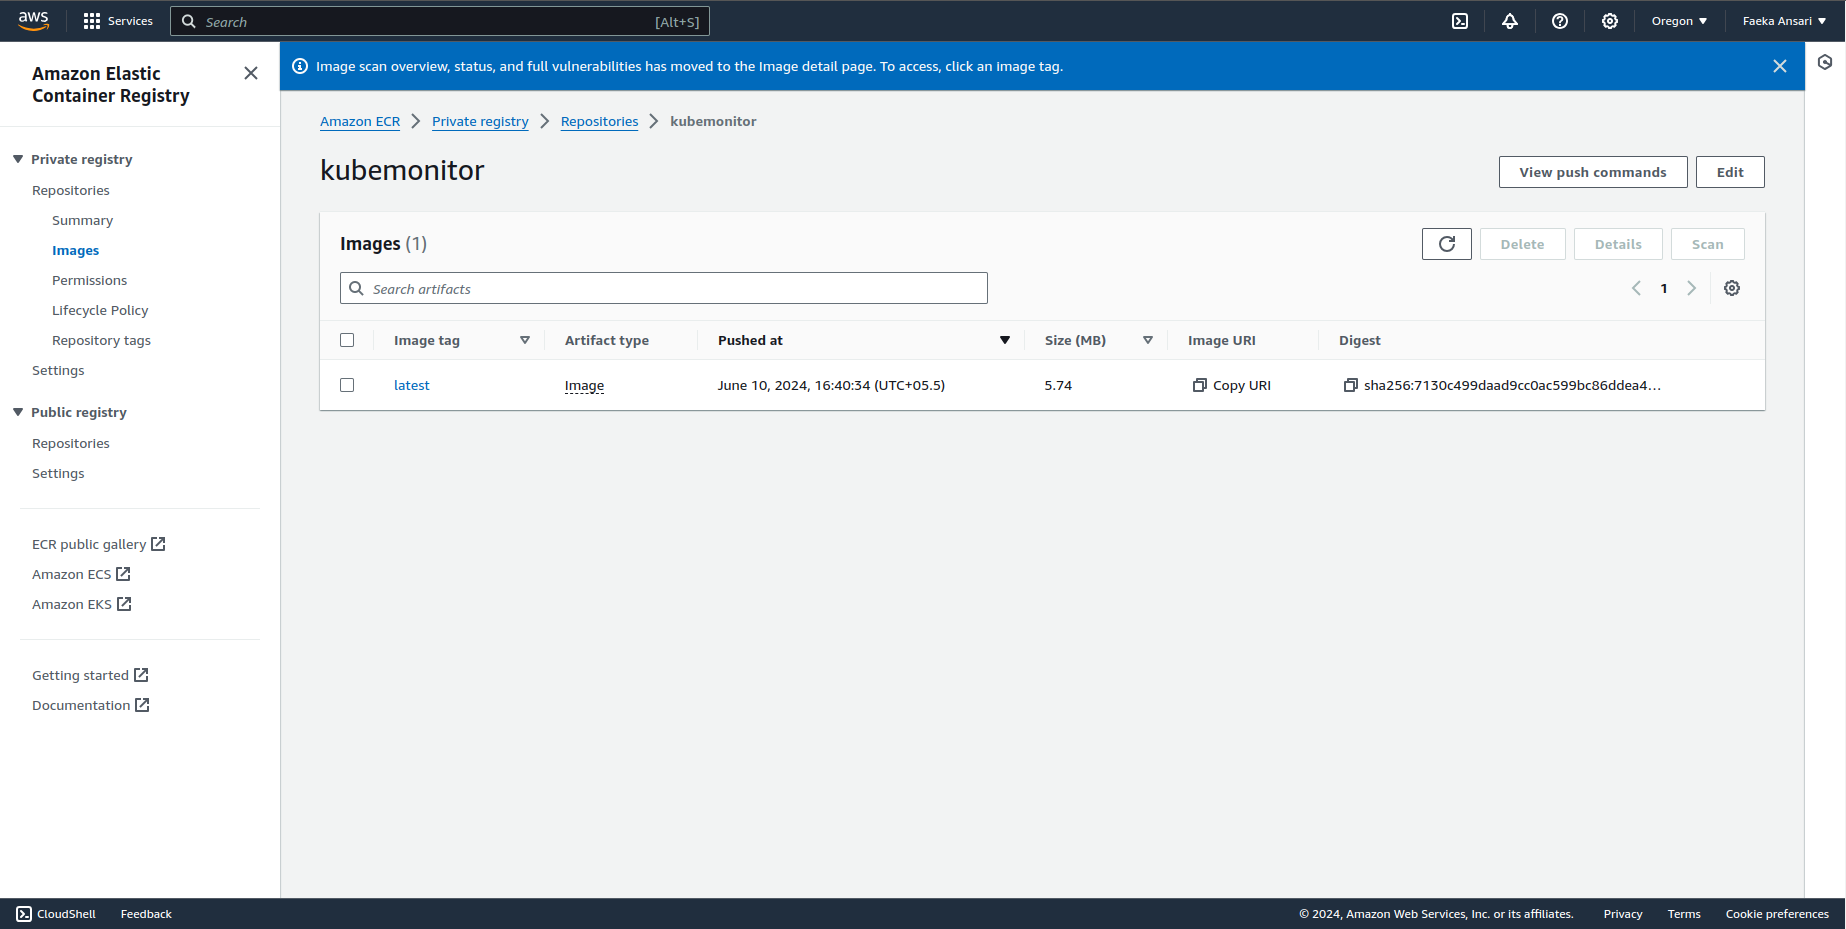 aws
Services
Search [Alt+S]
Oregon
Faeka Ansari
Amazon Elastic
Container Registry
Private registry
Repositories
Summary
Images
Permissions
Lifecycle Policy
Repository tags
Settings
Public registry
Repositories
Settings
ECR public gallery
Amazon ECS
Amazon EKS
Getting started
Documentation
Image scan overview, status, and full vulnerabilities has moved to the Image detail page. To access, click an image tag.
Amazon ECR Private registry Repositories kubemonitor
kubemonitor
View push commands Edit
Images (1)
Delete Details Scan
Search artifacts
1
Image tag Artifact type Pushed at Size (MB) Image URI Digest
latest Image June 10, 2024, 16:40:34 (UTC+05.5) 5.74 Copy URI sha256:7130c499daad9cc0ac599bc86ddea4...
CloudShell Feedback © 2024, Amazon Web Services, Inc. or its affiliates. Privacy Terms Cookie preferences